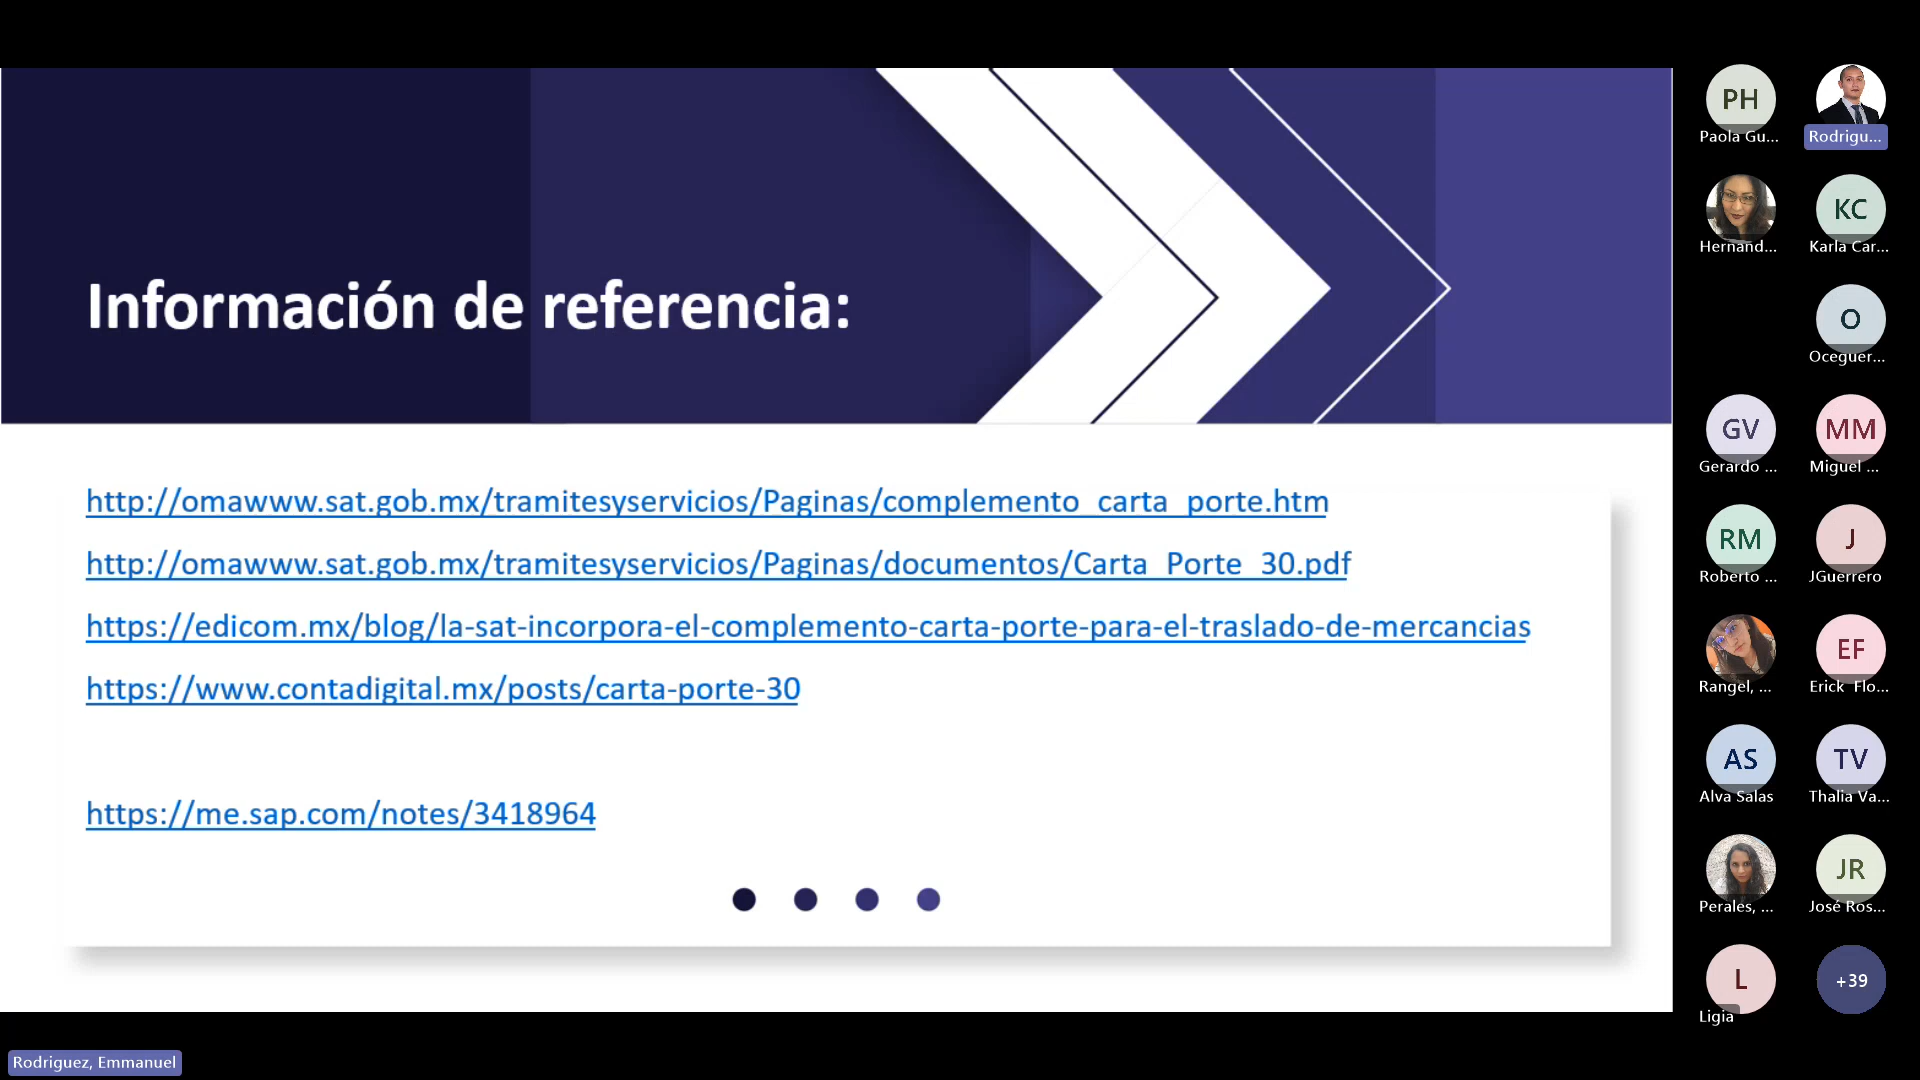 Información de referencia:
http://omawww.sat.gob.mx/tramitesyservicios/Paginas/complemento_carta_porte.htm
http://omawww.sat.gob.mx/tramitesyservicios/Paginas/documentos/Carta_Porte_30.pdf
https://edicom.mx/blog/la-sat-incorpora-el-complemento-carta-porte-para-el-traslado-de-mercancias
https://www.contadigital.mx/posts/carta-porte-30
https://me.sap.com/notes/3418964
PH
Paola Gu...
Rodrigu...
Hernánd...
KC
Karla Car...
O
Oceguer...
GV
Gerardo ...
MM
Miguel ...
RM
Roberto ...
J
JGuerrero
Rangel, ...
EF
Erick Flo...
AS
Alva Salas
TV
Thalia Va...
Perales, ...
JR
José Ros...
L
Ligia
+39
Rodriguez, Emmanuel